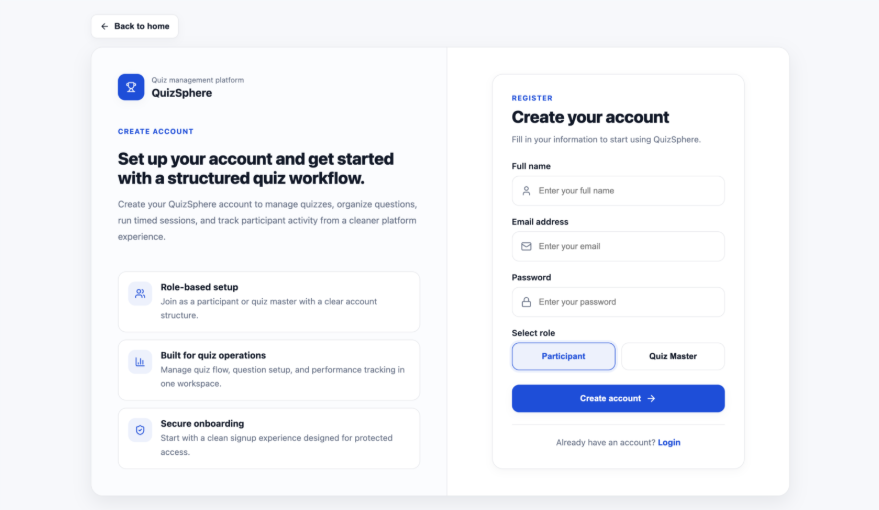 Back to home
Quiz management platform
QuizSphere
CREATE ACCOUNT
Set up your account and get started
with a structured quiz workflow.
Create your QuizSphere account to manage quizzes, organize questions,
run timed sessions, and track participant activity from a cleaner platform
experience.
Role-based setup
Join as a participant or quiz master with a clear account
structure.
Built for quiz operations
Manage quiz flow, question setup, and performance tracking in
one workspace.
Secure onboarding
Start with a clean signup experience designed for protected
access.
REGISTER
Create your account
Fill in your information to start using QuizSphere.
Full name
Enter your full name
Email address
Enter your email
Password
Enter your password
Select role
Participant Quiz Master
Create account
Already have an account? Login